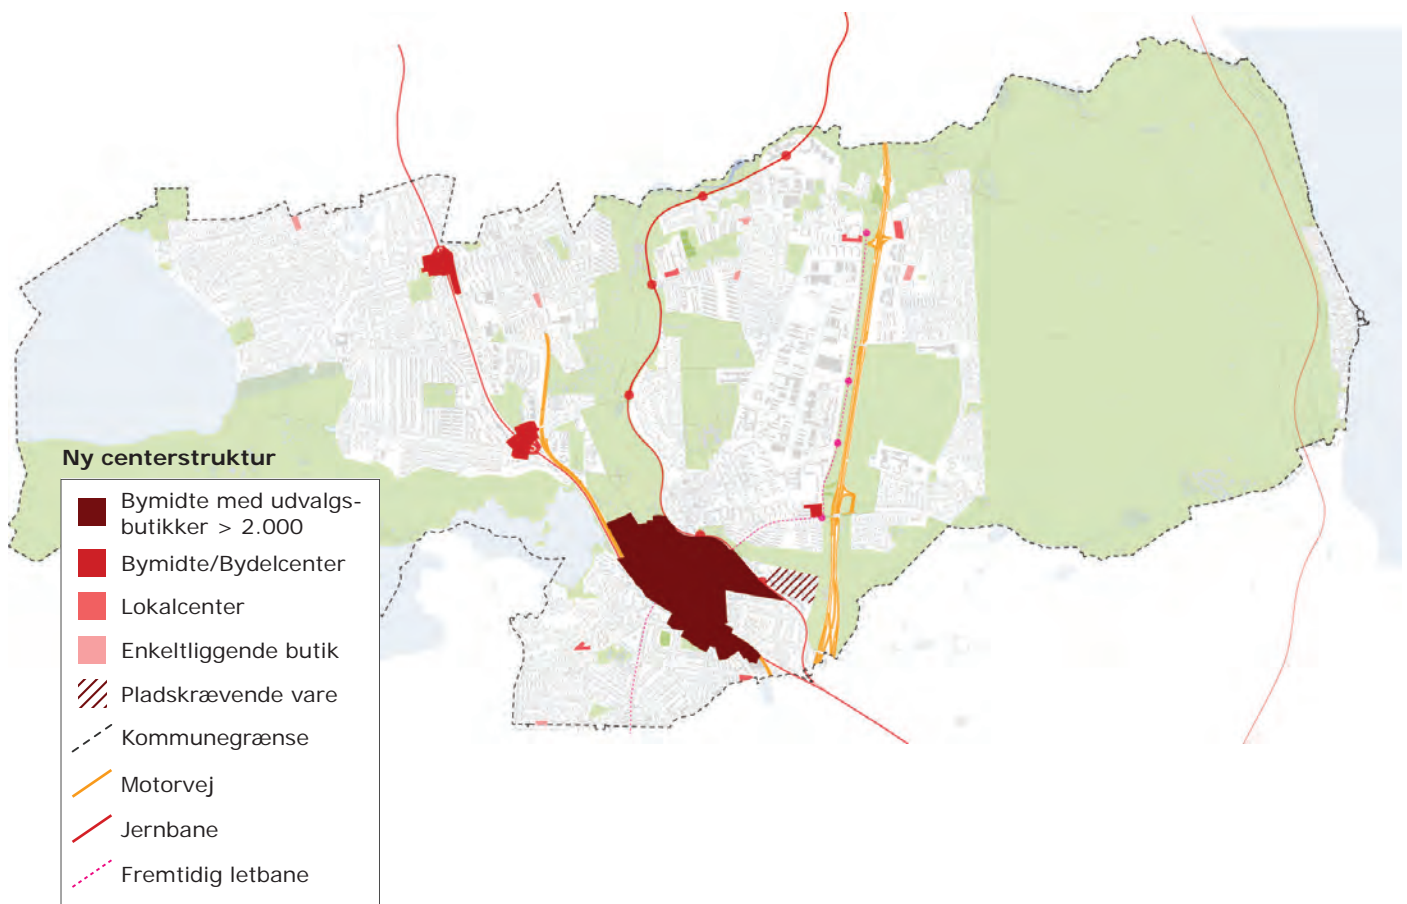 Ny centerstruktur
Bymidte med udvalgs-
butikker > 2.000
Bymidte/Bydelcenter
Lokalcenter
Enkeltliggende butik
Pladskrævende vare
Kommunegrænse
Motorvej
Jernbane
Fremtidig letbane